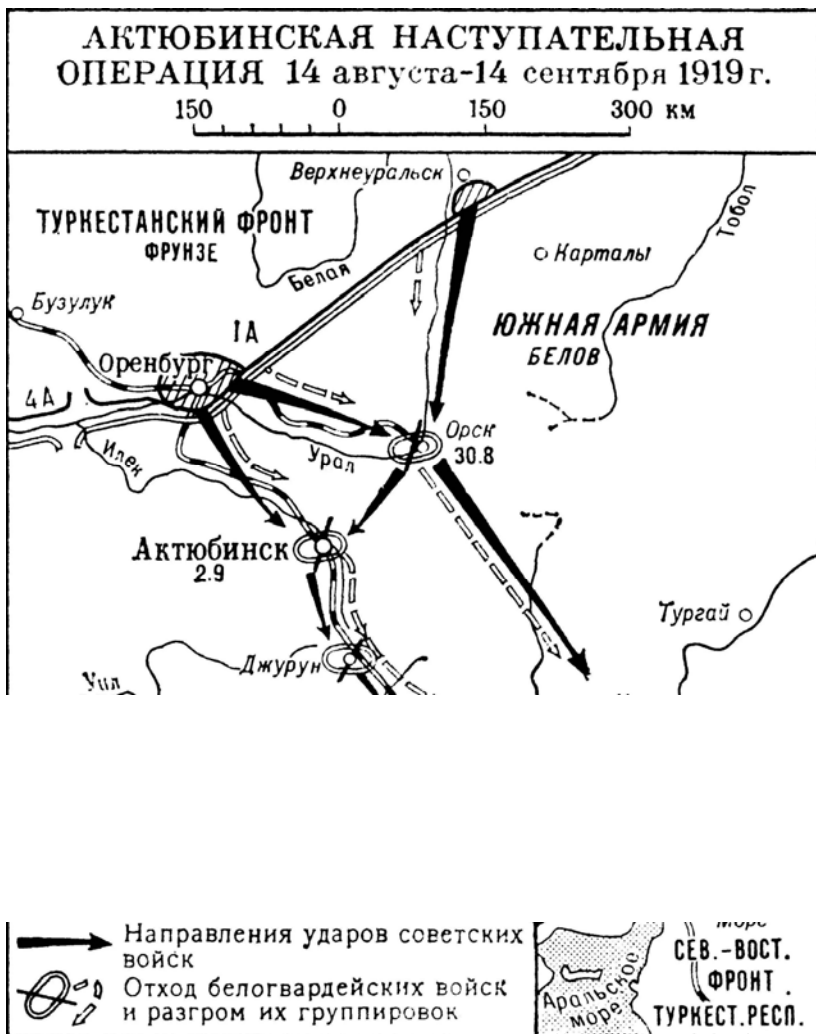 АКТЮБИНСКАЯ НАСТУПАТЕЛЬНАЯ
ОПЕРАЦИЯ 14 августа-14 сентября 1919 г.
150 0 150 300 км
Верхнеуральск
Тобол
ТУРКЕСТАНСКИЙ ФРОНТ
ФРУНЗЕ
Карталы
Белая
Бузулук
ЮЖНАЯ АРМИЯ
БЕЛОВ
1А
Оренбург
4А
Орск
30.8
Урал
Илек
Актюбинск
2.9
Тургай
Джурун
Уил
Направления ударов советских
войск
Отход белогвардейских войск
и разгром их группировок
СЕВ.-ВОСТ.
ФРОНТ
ТУРКЕСТ.РЕСП.
Аральское
море